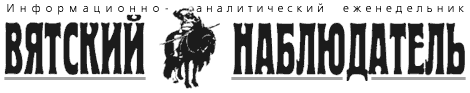 Информационно-аналитический еженедельник
ВЯТСКИЙ НАБЛЮДАТЕЛЬ